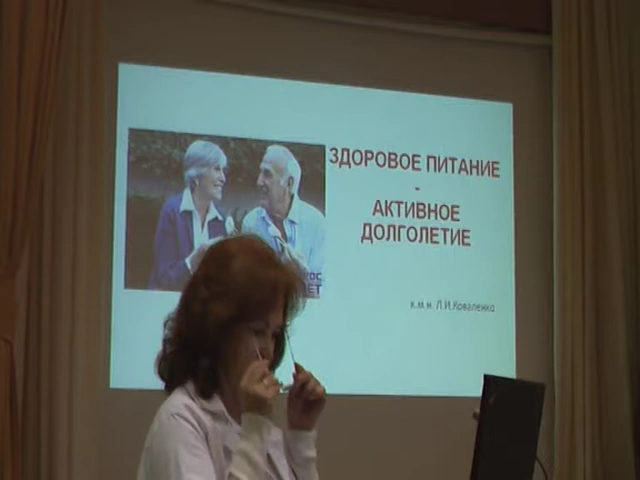 ЗДОРОВОЕ ПИТАНИЕ
-
АКТИВНОЕ
ДОЛГОЛЕТИЕ
к.м.н. Л.И.Коваленко